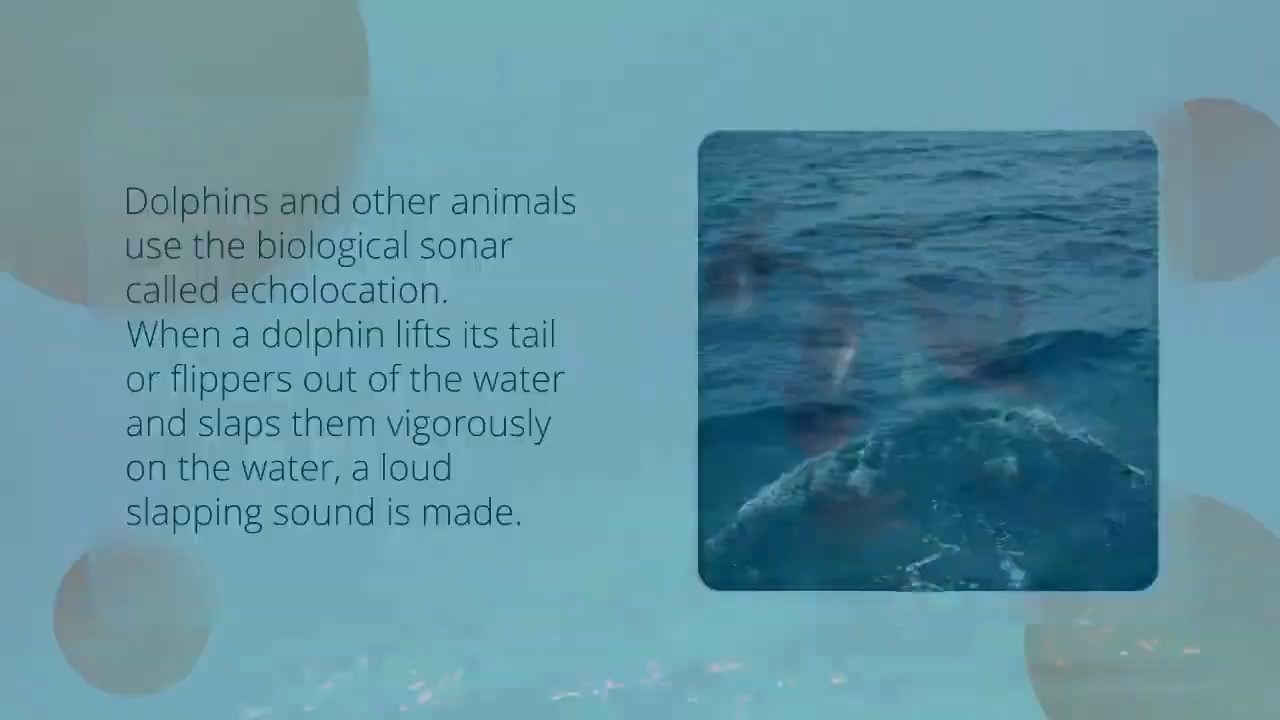 Dolphins and other animals
use the biological sonar
called echolocation.
When a dolphin lifts its tail
or flippers out of the water
and slaps them vigorously
on the water, a loud
slapping sound is made.